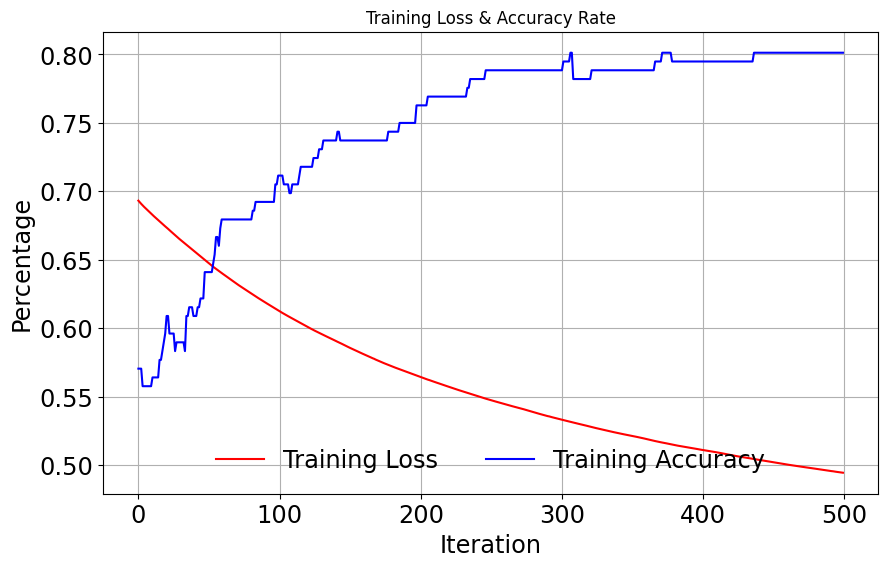 Training Loss & Accuracy Rate
0.80
0.75
0.70
0.65
0.60
0.55
0.50
Percentage
Training Loss
Training Accuracy
0
100
200
300
400
500
Iteration